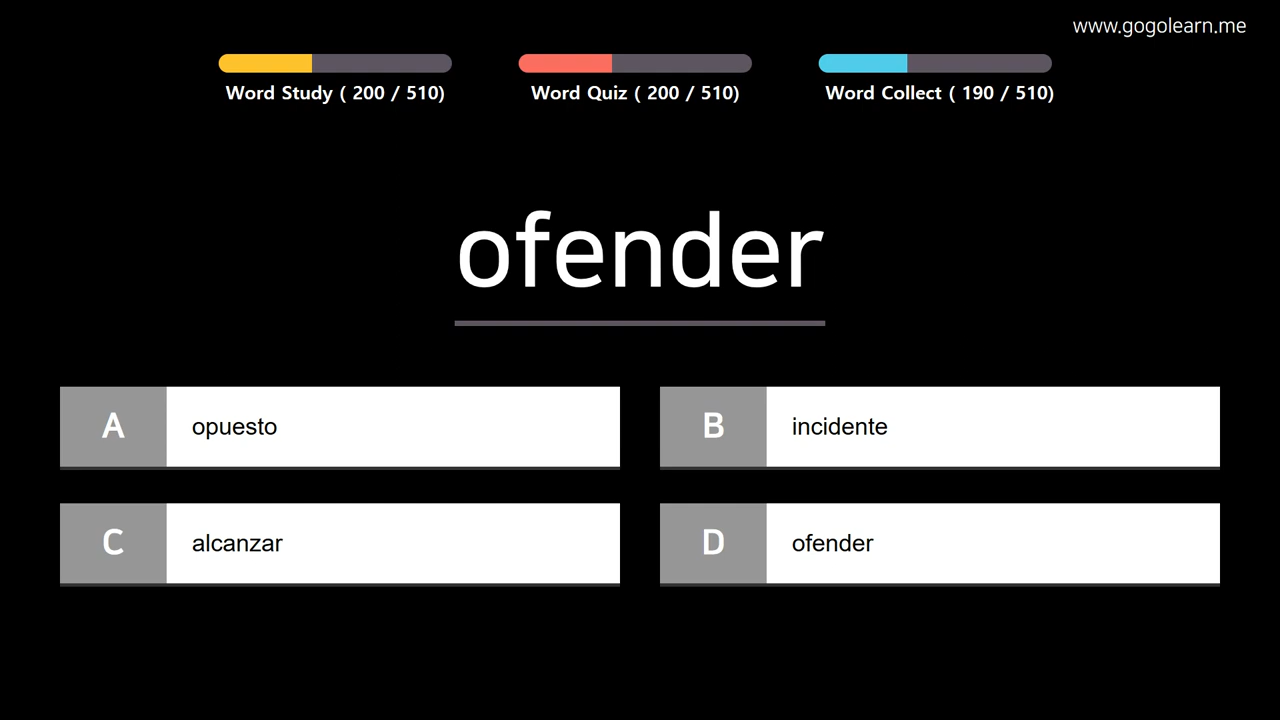 www.gogolearn.me
Word Study ( 200 / 510)
Word Quiz ( 200 / 510)
Word Collect ( 190 / 510)
ofender
A opuesto
B incidente
C alcanzar
D ofender